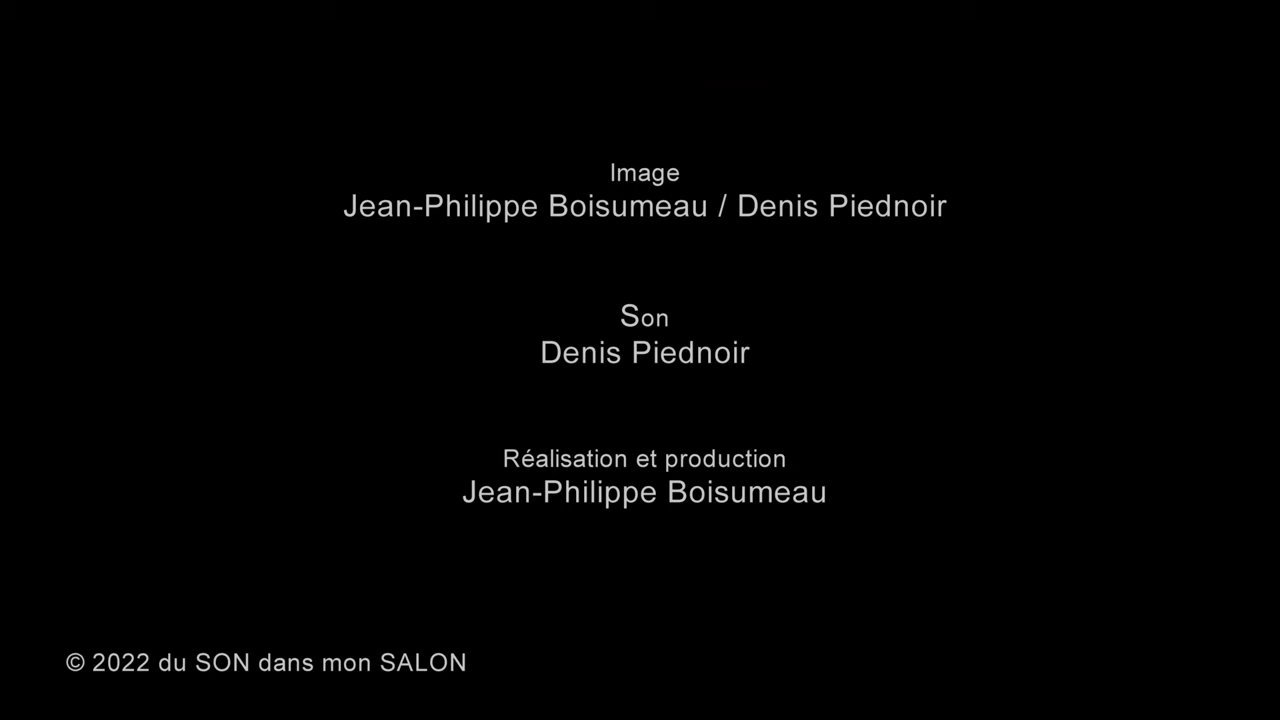 Image
Jean-Philippe Boisumeau / Denis Piednoir
Son
Denis Piednoir
Réalisation et production
Jean-Philippe Boisumeau
© 2022 du SON dans mon SALON